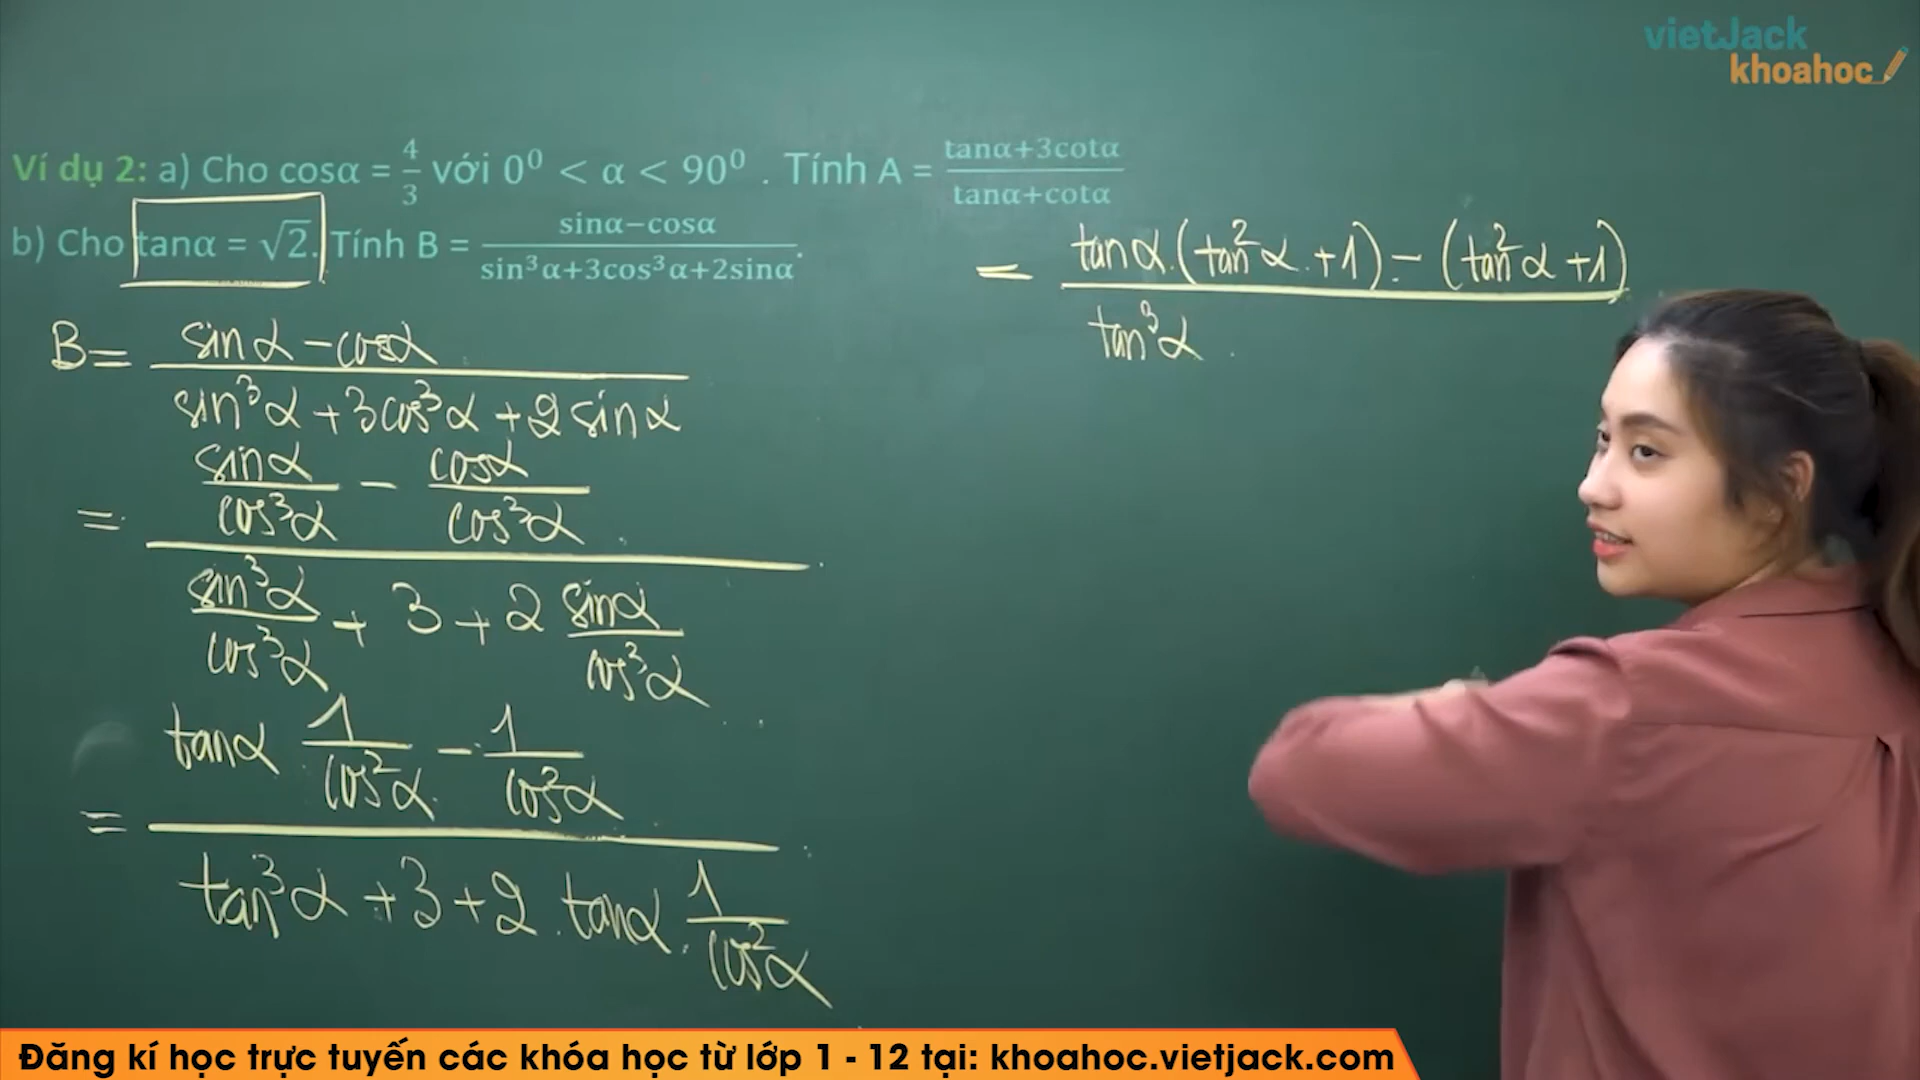 vietJack
khoahoc
Ví dụ 2: a) Cho cosα = 4/3 với 0⁰ < α < 90⁰ . Tính A = (tanα+3cotα)/(tanα+cotα)
b) Cho tanα = √2. Tính B = (sinα−cosα)/(sin³α+3cos³α+2sinα).
B = (sinα − cosα)/(sin³α + 3cos³α + 2sinα)
= (sinα/cos³α − cosα/cos³α)/(sin³α/cos³α + 3 + 2 sinα/cos³α)
= (tanα 1/cos²α − 1/cos²α)/(tan³α + 3 + 2 . tanα . 1/cos²α)
= tanα.(tan²α + 1) − (tan²α + 1)
tan³α
Đăng kí học trực tuyến các khóa học từ lớp 1 - 12 tại: khoahoc.vietjack.com